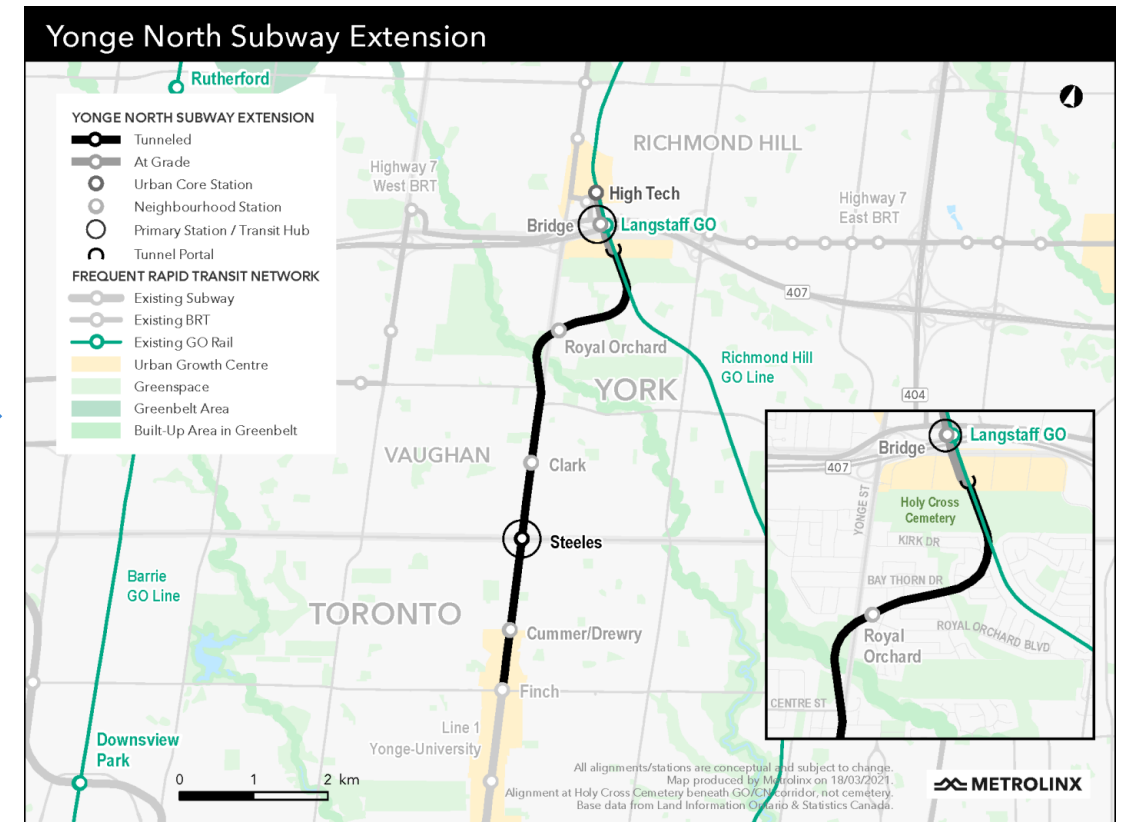 Yonge North Subway Extension
Rutherford
YONGE NORTH SUBWAY EXTENSION
Tunneled
At Grade
Urban Core Station
Neighbourhood Station
Primary Station / Transit Hub
Tunnel Portal
FREQUENT RAPID TRANSIT NETWORK
Existing Subway
Existing BRT
Existing GO Rail
Urban Growth Centre
Greenspace
Greenbelt Area
Built-Up Area in Greenbelt
RICHMOND HILL
Highway 7
West BRT
High Tech
Highway 7
East BRT
Bridge
Langstaff GO
407
Royal Orchard
Richmond Hill
GO Line
YORK
404
VAUGHAN
Clark
Steeles
Barrie
GO Line
TORONTO
Cummer/Drewry
Finch
Line 1
Yonge-University
Downsview
Park
0 1 2 km
Langstaff GO
Bridge
407
YONGE ST
Holy Cross
Cemetery
KIRK DR
BAY THORN DR
Royal
Orchard
ROYAL ORCHARD BLVD
CENTRE ST
All alignments/stations are conceptual and subject to change.
Map produced by Metrolinx on 18/03/2021.
Alignment at Holy Cross Cemetery beneath GO/CN corridor, not cemetery.
Base data from Land Information Ontario & Statistics Canada.
METROLINX